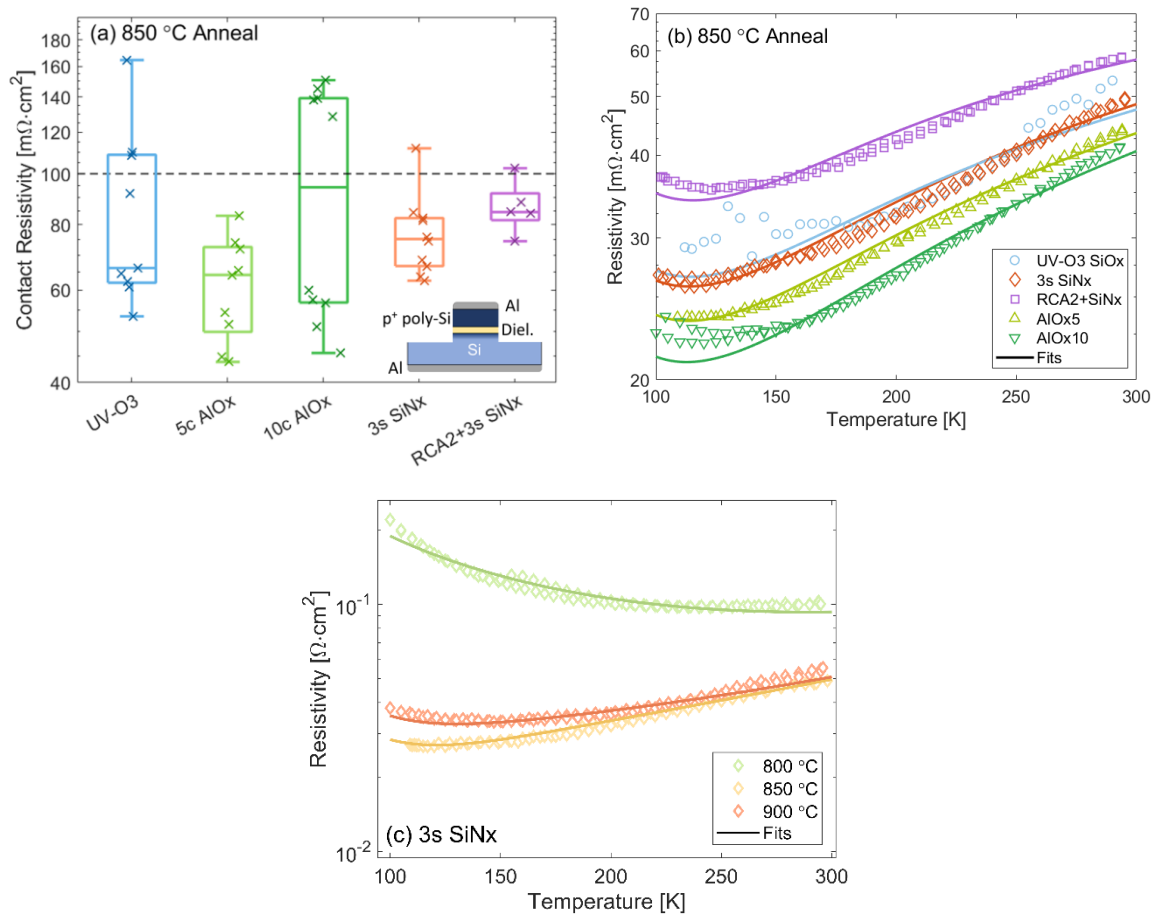 (a) 850 °C Anneal
Contact Resistivity [mΩ·cm²]
180
160
140
120
100
80
60
40
Al
p⁺ poly-Si
Diel.
Si
Al
UV-O3
5c AlOx
10c AlOx
3s SiNx
RCA2+3s SiNx
(b) 850 °C Anneal
Resistivity [mΩ·cm²]
70
60
50
40
30
20
UV-O3 SiOx
3s SiNx
RCA2+SiNx
AlOx5
AlOx10
Fits
100 150 200 250 300
Temperature [K]
Resistivity [Ω·cm²]
10⁻¹
10⁻²
800 °C
850 °C
900 °C
Fits
(c) 3s SiNx
100 150 200 250 300
Temperature [K]